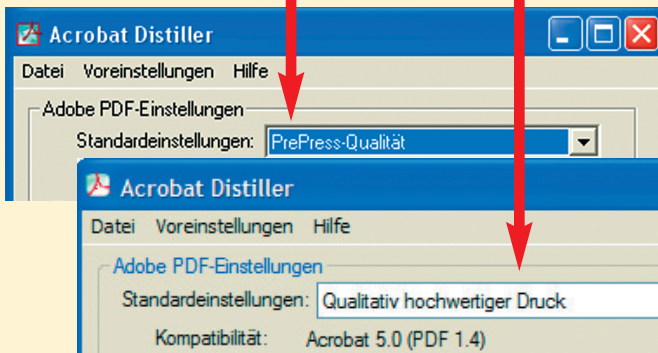 Acrobat Distiller
Datei Voreinstellungen Hilfe
Adobe PDF-Einstellungen
Standardeinstellungen: PrePress-Qualität
Acrobat Distiller
Datei Voreinstellungen Hilfe
Adobe PDF-Einstellungen
Standardeinstellungen: Qualitativ hochwertiger Druck
Kompatibilität: Acrobat 5.0 (PDF 1.4)